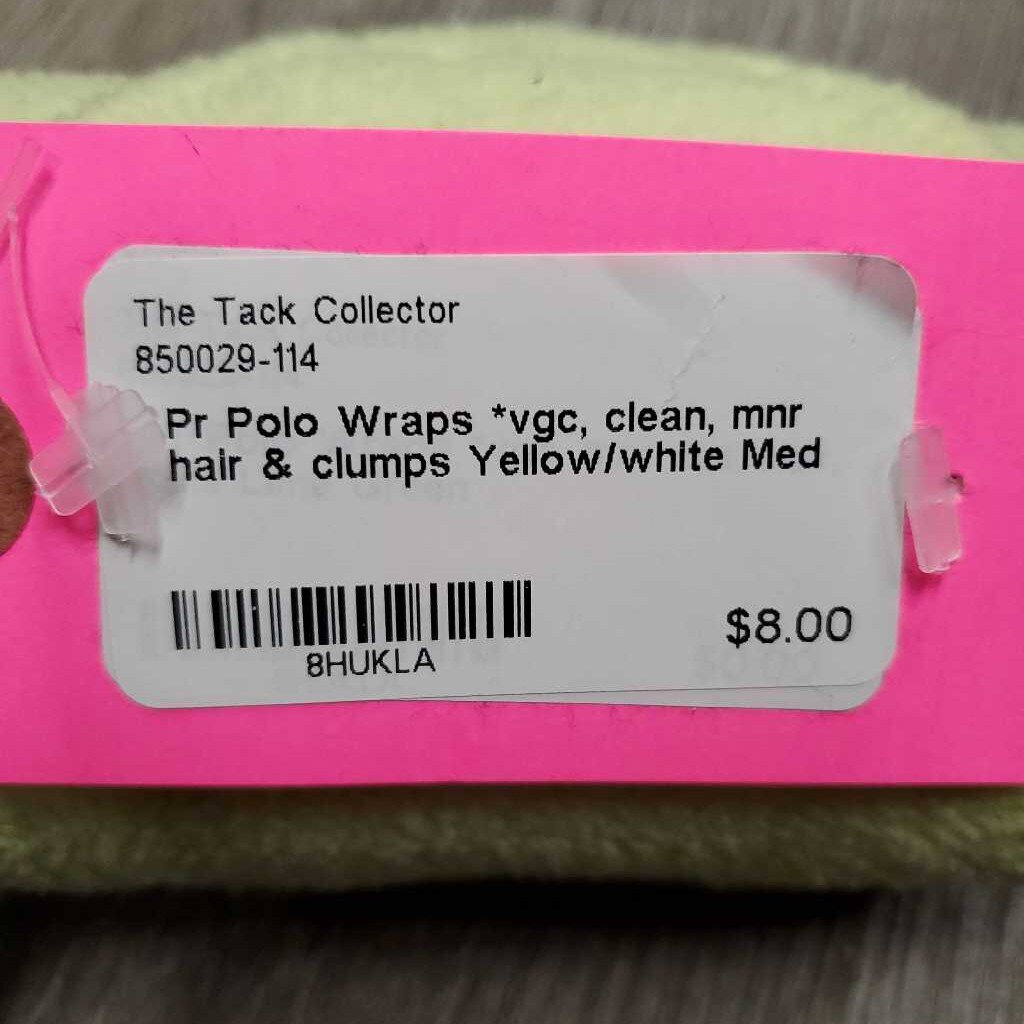 The Tack Collector
850029-114
Pr Polo Wraps *vgc, clean, mnr
hair & clumps Yellow/white Med
8HUKLA
$8.00